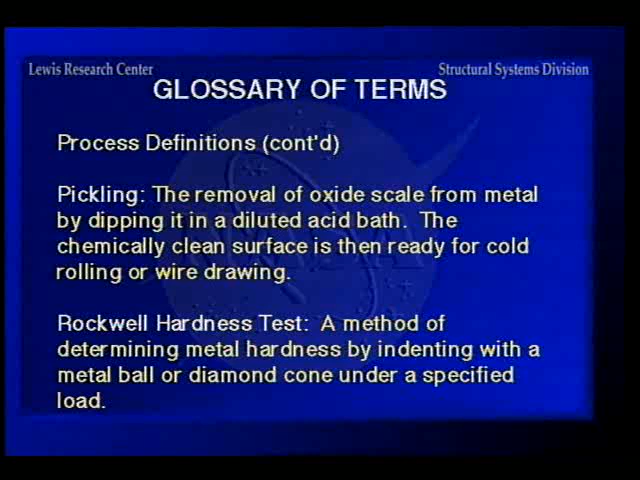 Lewis Research Center
Structural Systems Division
GLOSSARY OF TERMS
Process Definitions (cont'd)
Pickling: The removal of oxide scale from metal
by dipping it in a diluted acid bath. The
chemically clean surface is then ready for cold
rolling or wire drawing.
Rockwell Hardness Test: A method of
determining metal hardness by indenting with a
metal ball or diamond cone under a specified
load.
NASA